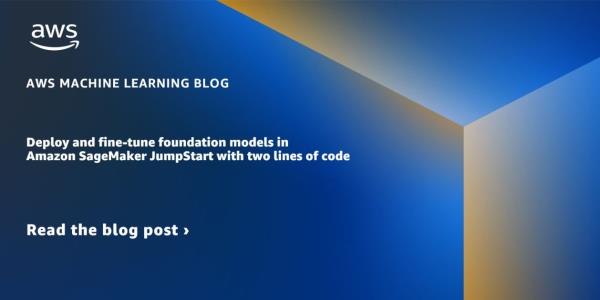 aws
AWS MACHINE LEARNING BLOG
Deploy and fine-tune foundation models in
Amazon SageMaker JumpStart with two lines of code
Read the blog post ›